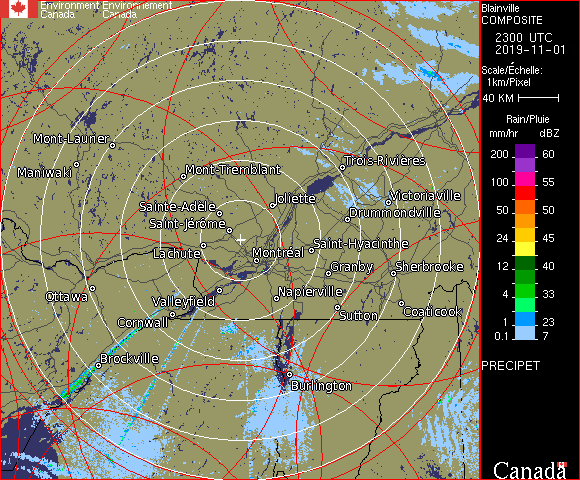 Environment Environnement
Canada Canada
Blainville
COMPOSITE
2300 UTC
2019-11-01
Scale/Échelle:
1km/Pixel
40 KM
Rain/Pluie
mm/hr dBZ
200 60
100 55
50 50
24 45
12 40
4 33
1 23
0.1 7
PRECIPET
Canada
Mont-Laurier
Maniwaki
Mont-Tremblant
Trois-Rivières
Joliette
Victoriaville
Sainte-Adèle
Drummondville
Saint-Jérôme
Saint-Hyacinthe
Lachute
Montréal
Granby
Sherbrooke
Ottawa
Valleyfield
Napierville
Coaticook
Cornwall
Sutton
Brockville
Burlington